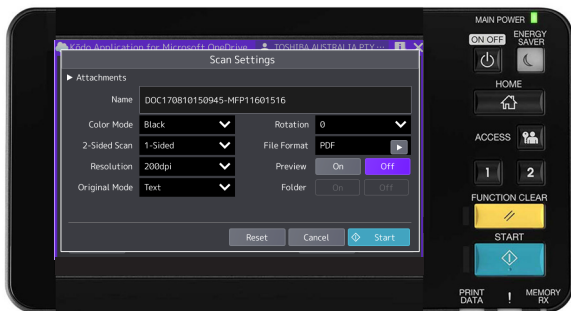 MAIN POWER
ON OFF
ENERGY SAVER
Kōdo Application for Microsoft OneDrive
TOSHIBA AUSTRALIA PTY ...
Scan Settings
Attachments
Name
DOC170810150945-MFP11601516
Color Mode
Black
Rotation
0
2-Sided Scan
1-Sided
File Format
PDF
Resolution
200dpi
Preview
On
Off
Original Mode
Text
Folder
On
Off
Reset
Cancel
Start
HOME
ACCESS
1
2
FUNCTION CLEAR
START
PRINT DATA
!
MEMORY RX